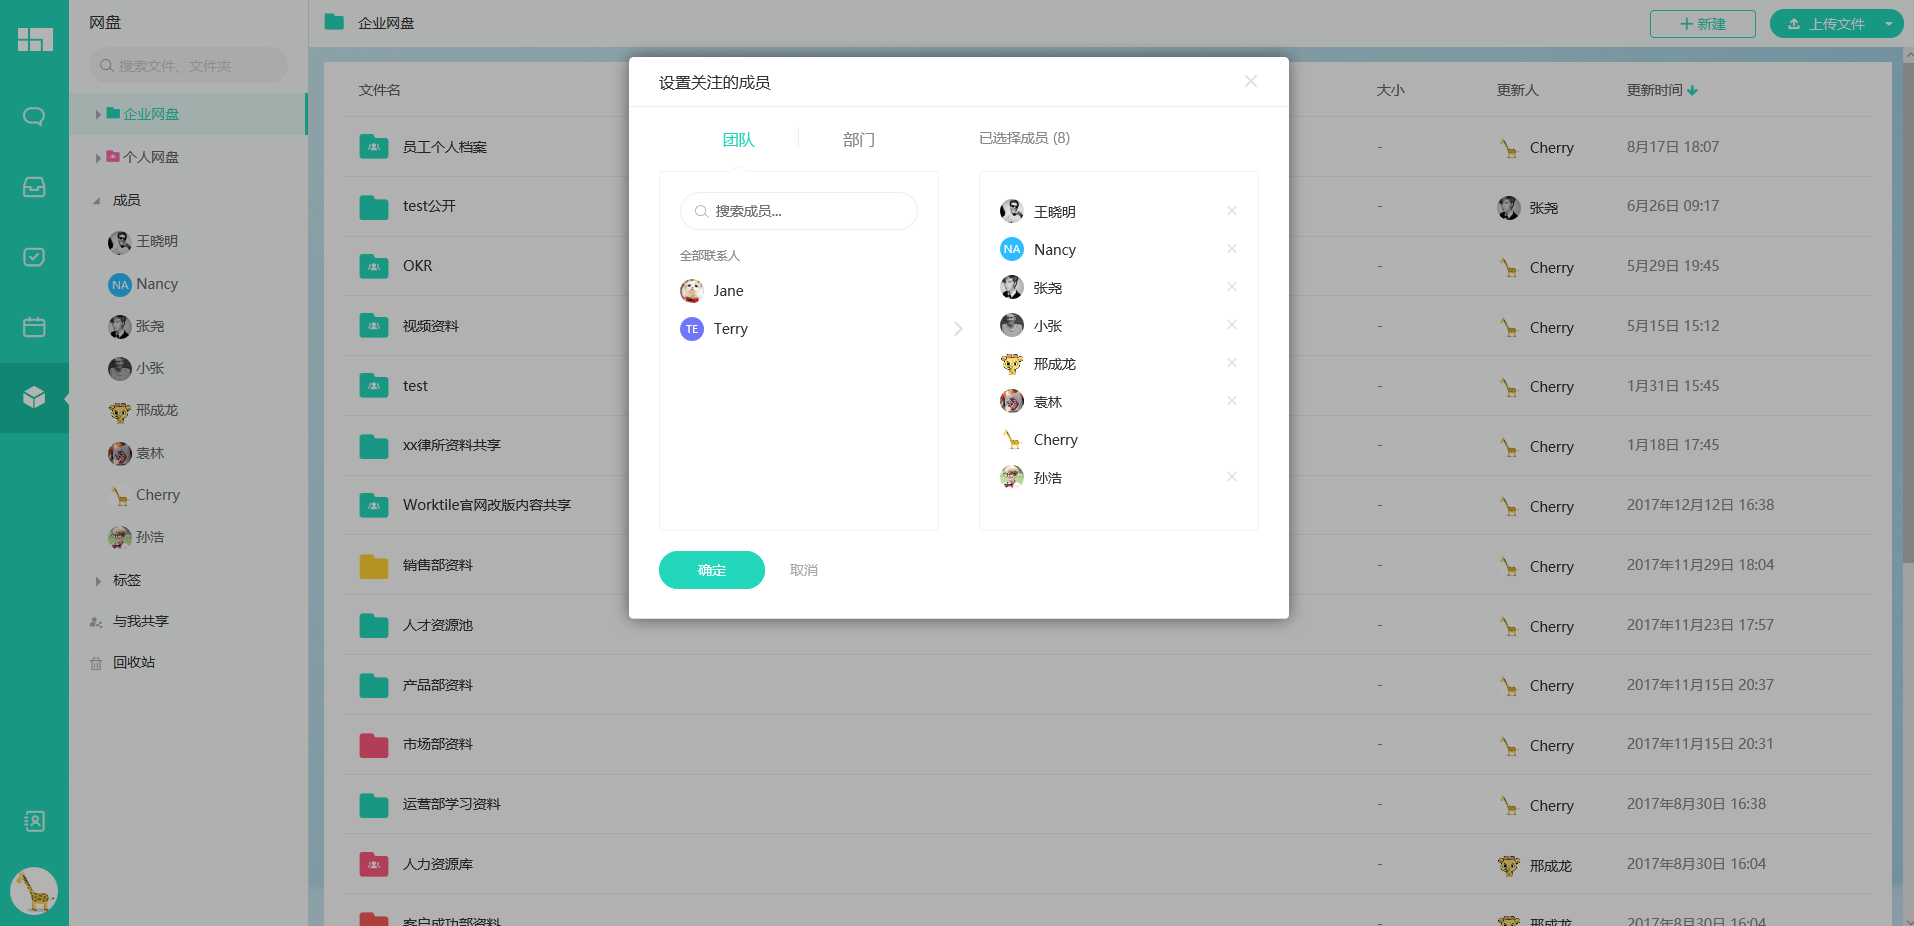 网盘
搜索文件、文件夹
企业网盘
个人网盘
成员
王晓明
NA Nancy
张尧
小张
邢成龙
袁林
Cherry
孙浩
标签
与我共享
回收站
企业网盘
新建
上传文件
文件名 大小 更新人 更新时间
员工个人档案 - Cherry 8月17日 18:07
test公开 - 张尧 6月26日 09:17
OKR - Cherry 5月29日 19:45
视频资料 - Cherry 5月15日 15:12
test - Cherry 1月31日 15:45
xx律所资料共享 - Cherry 1月18日 17:45
Worktile官网改版内容共享 - Cherry 2017年12月12日 16:38
销售部资料 - Cherry 2017年11月29日 18:04
人才资源池 - Cherry 2017年11月23日 17:57
产品部资料 - Cherry 2017年11月15日 20:37
市场部资料 - Cherry 2017年11月15日 20:31
运营部学习资料 - Cherry 2017年8月30日 16:38
人力资源库 - 邢成龙 2017年8月30日 16:04
客户成功部资料 - 邢成龙 2017年8月30日 16:04
设置关注的成员
团队 部门
搜索成员...
全部联系人
Jane
TE Terry
已选择成员 (8)
王晓明
NA Nancy
张尧
小张
邢成龙
袁林
Cherry
孙浩
确定 取消